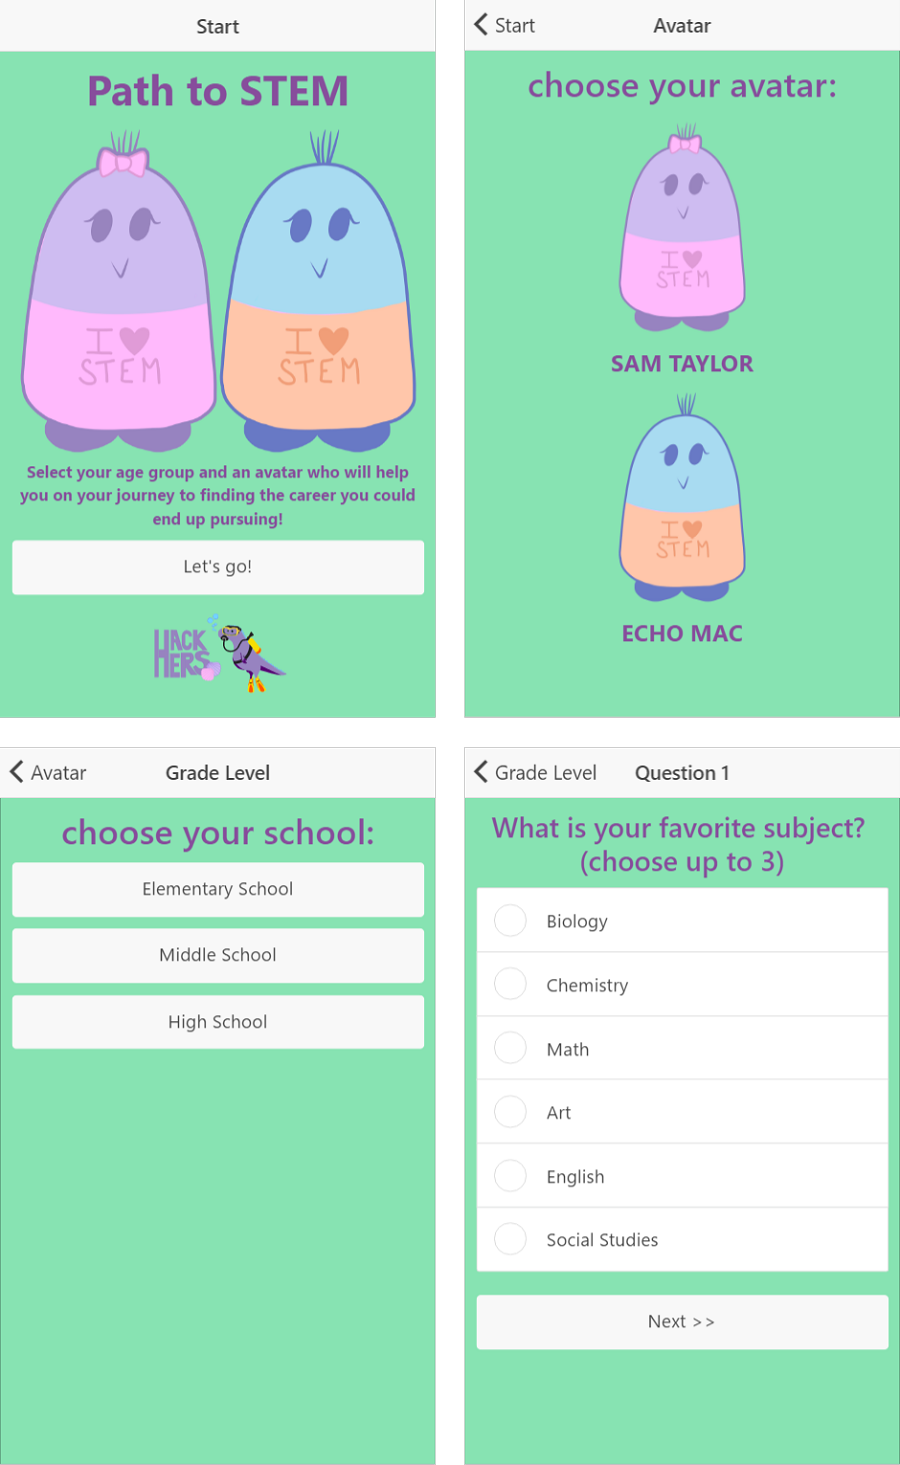 Start
Path to STEM
I
STEM
I
STEM
Select your age group and an avatar who will help
you on your journey to finding the career you could
end up pursuing!
Let's go!
HACK
HERS
Start
Avatar
choose your avatar:
I
STEM
SAM TAYLOR
I
STEM
ECHO MAC
Avatar
Grade Level
choose your school:
Elementary School
Middle School
High School
Grade Level
Question 1
What is your favorite subject?
(choose up to 3)
Biology
Chemistry
Math
Art
English
Social Studies
Next >>